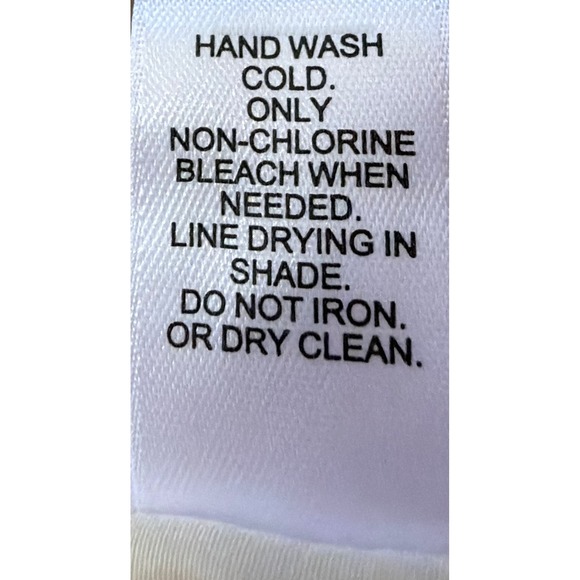 HAND WASH
COLD.
ONLY
NON-CHLORINE
BLEACH WHEN
NEEDED.
LINE DRYING IN
SHADE.
DO NOT IRON.
OR DRY CLEAN.